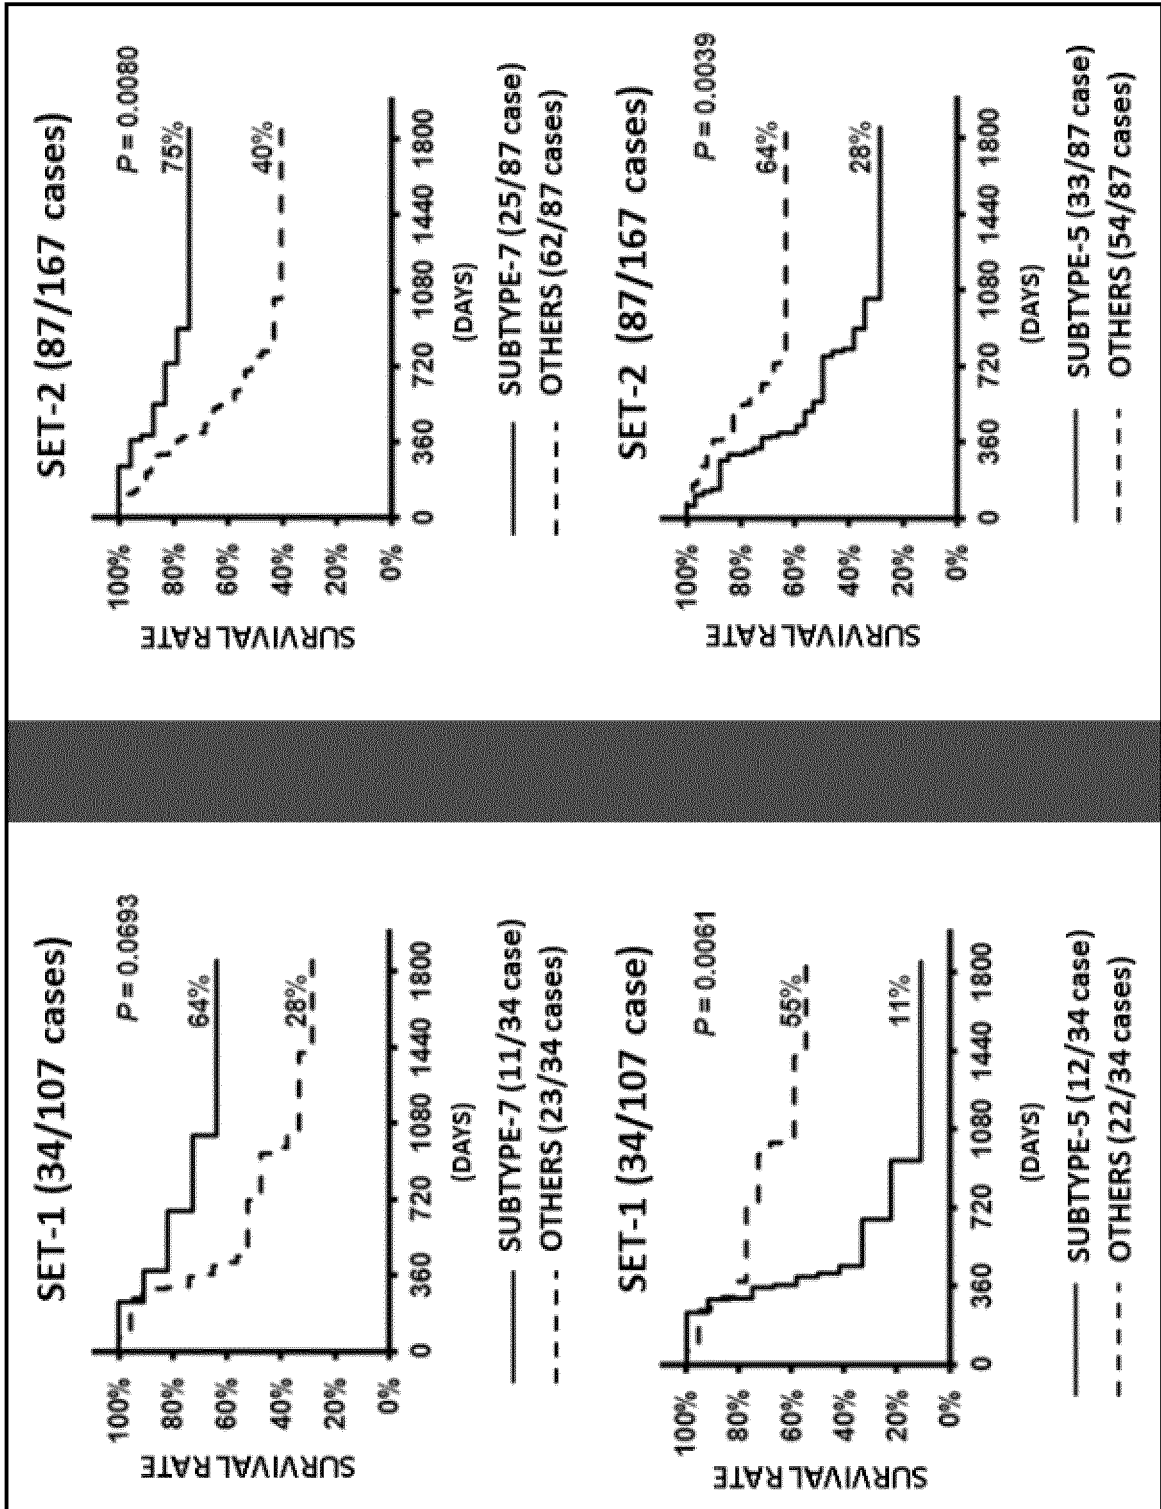 SET-1 (34/107 cases)
P = 0.0693
SURVIVAL RATE
100%
80%
60%
40%
20%
0%
64%
28%
0 360 720 1080 1440 1800
(DAYS)
SUBTYPE-7 (11/34 case)
OTHERS (23/34 cases)
SET-2 (87/167 cases)
P = 0.0080
SURVIVAL RATE
100%
80%
60%
40%
20%
0%
75%
40%
0 360 720 1080 1440 1800
(DAYS)
SUBTYPE-7 (25/87 case)
OTHERS (62/87 cases)
SET-1 (34/107 case)
P = 0.0061
SURVIVAL RATE
100%
80%
60%
40%
20%
0%
55%
11%
0 360 720 1080 1440 1800
(DAYS)
SUBTYPE-5 (12/34 case)
OTHERS (22/34 cases)
SET-2 (87/167 cases)
P = 0.0039
SURVIVAL RATE
100%
80%
60%
40%
20%
0%
64%
28%
0 360 720 1080 1440 1800
(DAYS)
SUBTYPE-5 (33/87 case)
OTHERS (54/87 cases)